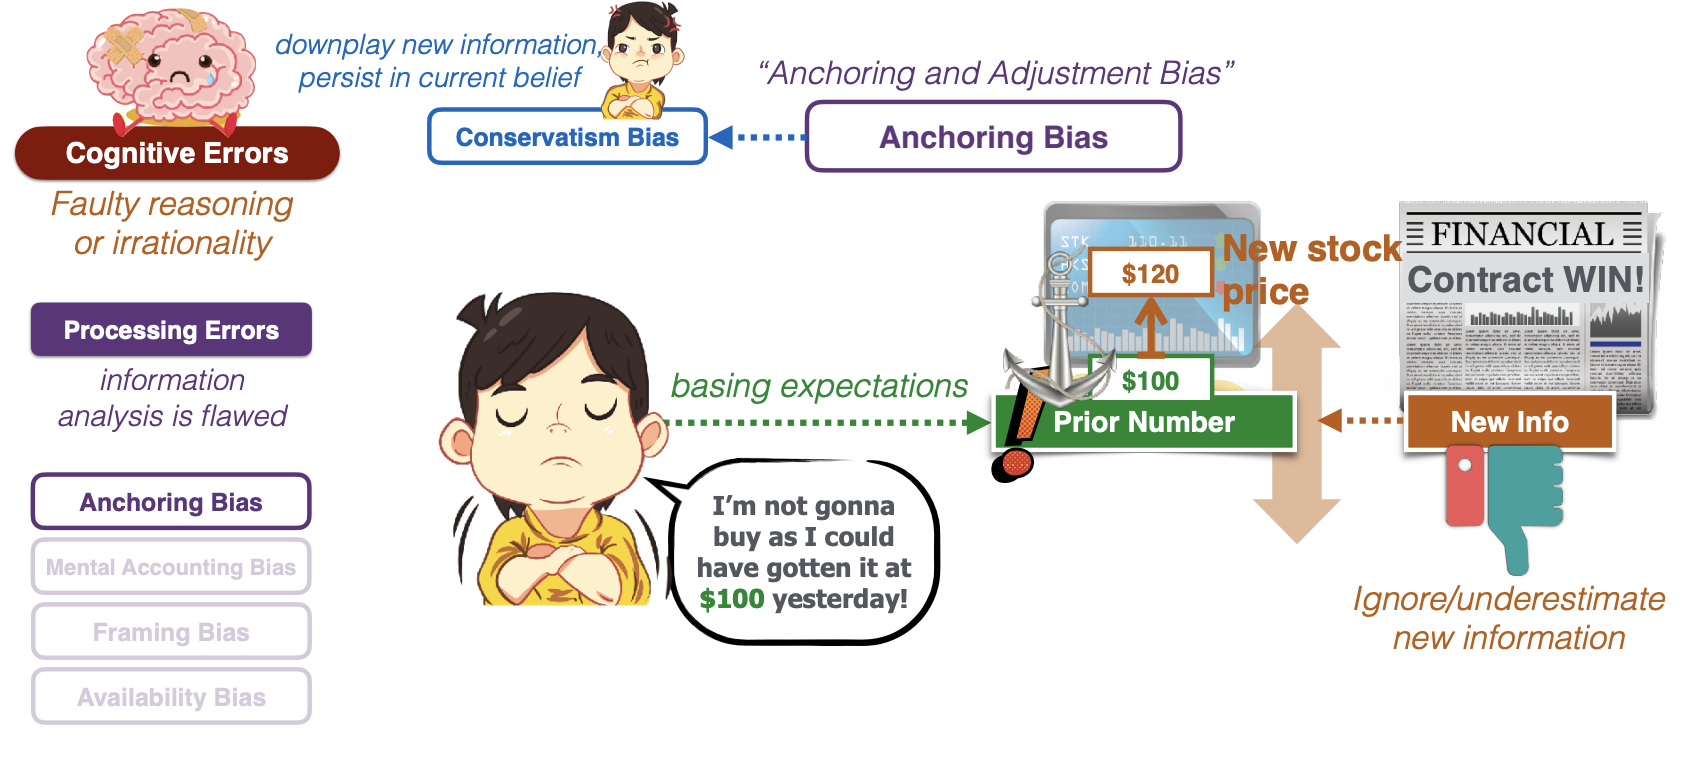 downplay new information,
persist in current belief
“Anchoring and Adjustment Bias”
Conservatism Bias
Anchoring Bias
Cognitive Errors
Faulty reasoning
or irrationality
Processing Errors
information
analysis is flawed
Anchoring Bias
Mental Accounting Bias
Framing Bias
Availability Bias
basing expectations
I’m not gonna
buy as I could
have gotten it at
$100 yesterday!
STK 110.11
$120
New stock
price
$100
Prior Number
FINANCIAL
Contract WIN!
New Info
Ignore/underestimate
new information